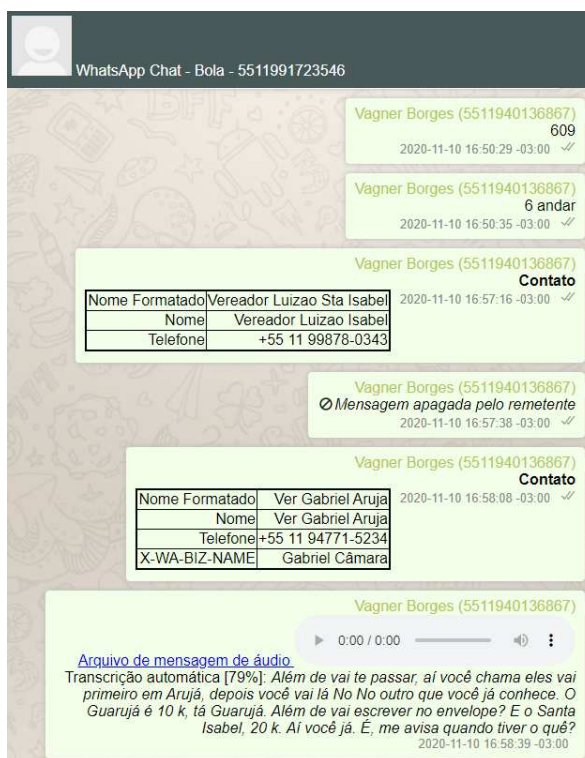 WhatsApp Chat - Bola - 5511991723546
Vagner Borges (5511940136867)
609
2020-11-10 16:50:29 -03:00
Vagner Borges (5511940136867)
6 andar
2020-11-10 16:50:35 -03:00
Vagner Borges (5511940136867)
Contato
Nome Formatado Vereador Luizao Sta Isabel 2020-11-10 16:57:16 -03:00
Nome Vereador Luizao Isabel
Telefone +55 11 99878-0343
Vagner Borges (5511940136867)
Mensagem apagada pelo remetente
2020-11-10 16:57:38 -03:00
Vagner Borges (5511940136867)
Contato
Nome Formatado Ver Gabriel Aruja 2020-11-10 16:58:08 -03:00
Nome Ver Gabriel Aruja
Telefone +55 11 94771-5234
X-WA-BIZ-NAME Gabriel Câmara
Vagner Borges (5511940136867)
0:00 / 0:00
Arquivo de mensagem de áudio
Transcrição automática [79%]: Além de vai te passar, aí você chama eles vai
primeiro em Arujá, depois você vai lá No No outro que você já conhece. O
Guarujá é 10 k, tá Guarujá. Além de vai escrever no envelope? E o Santa
Isabel, 20 k. Aí você já. É, me avisa quando tiver o quê?
2020-11-10 16:58:39 -03:00